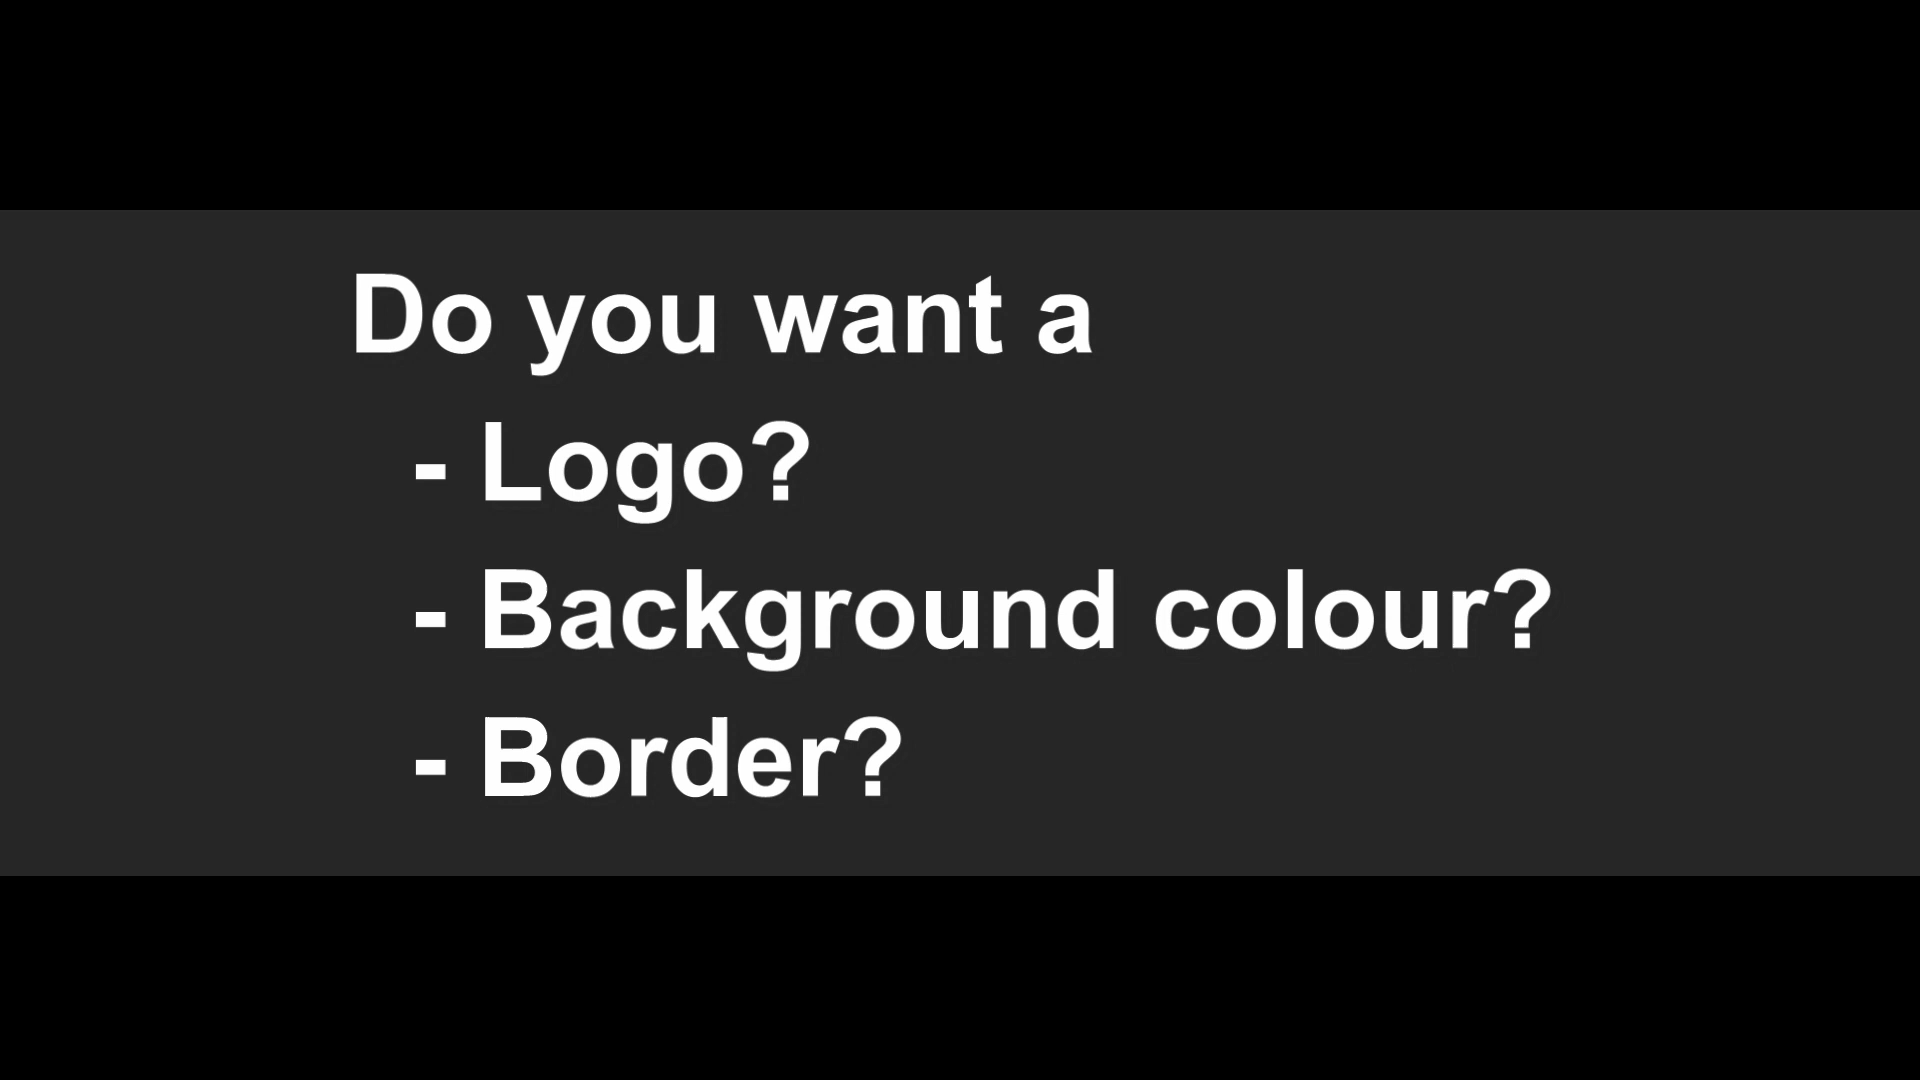 Do you want a
- Logo?
- Background colour?
- Border?